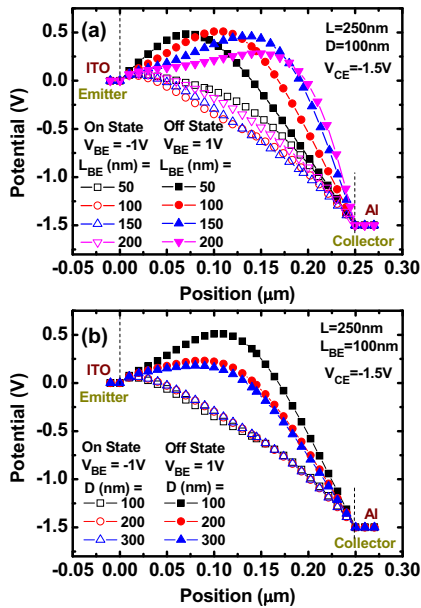 (a)
L=250nm
D=100nm
V_CE=-1.5V
ITO
Emitter
On State
Off State
V_BE = -1V
V_BE = 1V
L_BE (nm) =
L_BE (nm) =
50
50
100
100
150
150
200
200
Al
Collector
0.5
0.0
-0.5
-1.0
-1.5
Potential (V)
-0.05 0.00 0.05 0.10 0.15 0.20 0.25 0.30
Position (μm)
(b)
L=250nm
L_BE=100nm
V_CE=-1.5V
ITO
Emitter
On State
Off State
V_BE = -1V
V_BE = 1V
D (nm) =
D (nm) =
100
100
200
200
300
300
Al
Collector
0.5
0.0
-0.5
-1.0
-1.5
Potential (V)
-0.05 0.00 0.05 0.10 0.15 0.20 0.25 0.30
Position (μm)